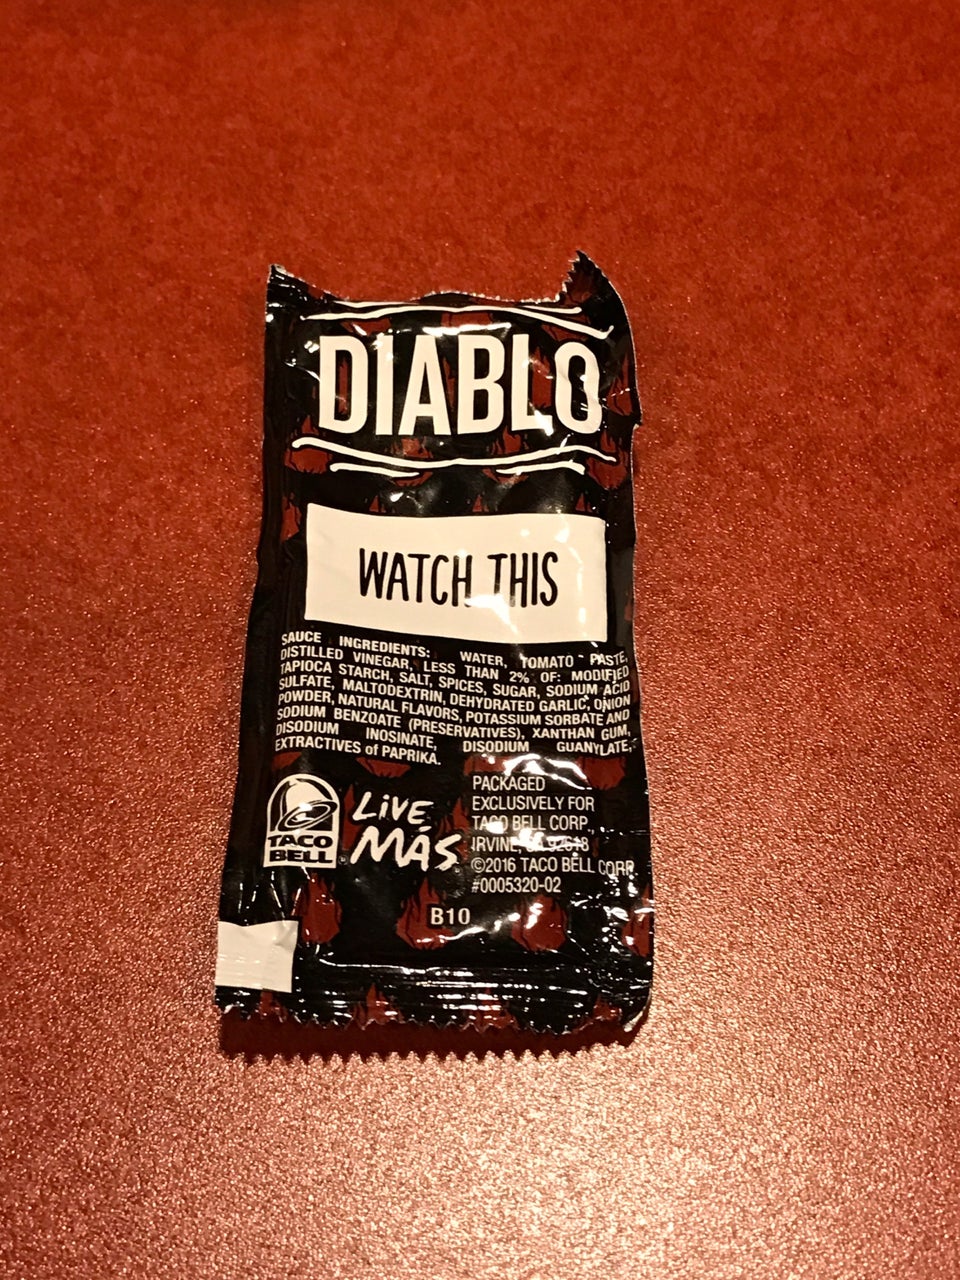 DIABLO
WATCH THIS
SAUCE INGREDIENTS: WATER, TOMATO PASTE,
DISTILLED VINEGAR, LESS THAN 2% OF: MODIFIED
TAPIOCA STARCH, SALT, SPICES, SUGAR, SODIUM ACID
SULFATE, MALTODEXTRIN, DEHYDRATED GARLIC, ONION
POWDER, NATURAL FLAVORS, POTASSIUM SORBATE AND
SODIUM BENZOATE (PRESERVATIVES), XANTHAN GUM,
DISODIUM INOSINATE, DISODIUM GUANYLATE,
EXTRACTIVES of PAPRIKA.
TACO
BELL
LiVE
MÁS
PACKAGED
EXCLUSIVELY FOR
TACO BELL CORP.,
IRVINE, CA 92618
©2016 TACO BELL CORP.
#0005320-02
B10